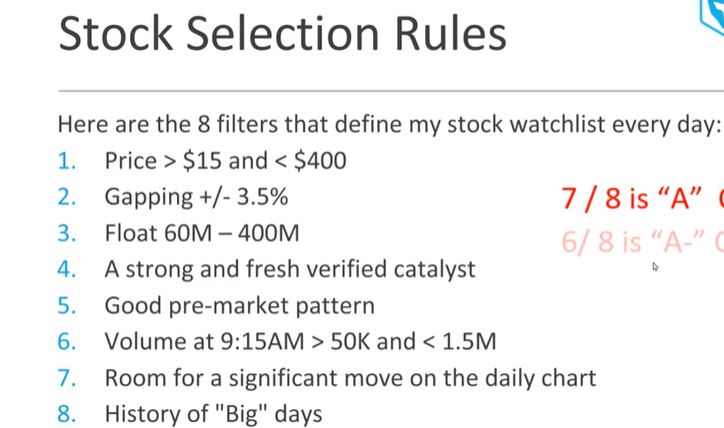 Stock Selection Rules
Here are the 8 filters that define my stock watchlist every day:
1. Price > $15 and < $400
2. Gapping +/- 3.5%
7 / 8 is “A”
3. Float 60M – 400M
6/ 8 is “A-”
4. A strong and fresh verified catalyst
5. Good pre-market pattern
6. Volume at 9:15AM > 50K and < 1.5M
7. Room for a significant move on the daily chart
8. History of "Big" days